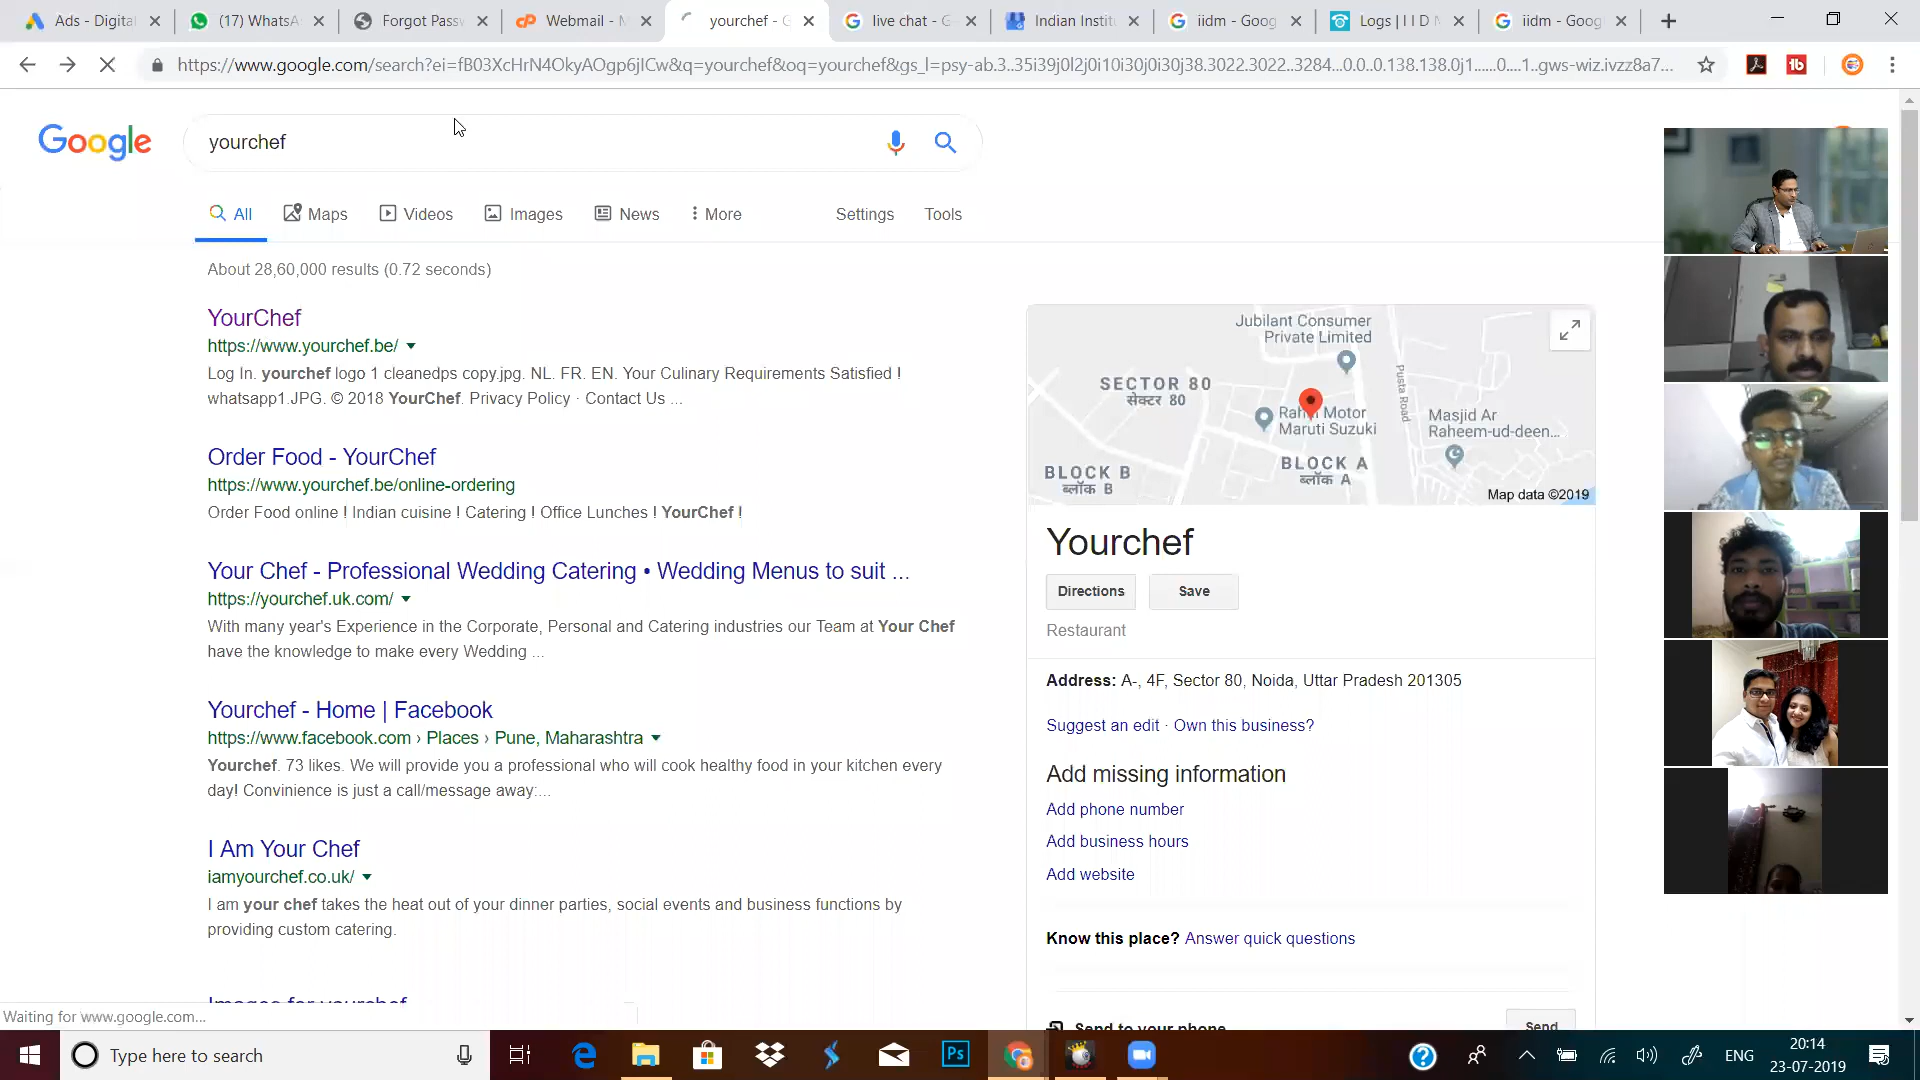 Ads - Digital
(17) WhatsA
Forgot Passw
Webmail - M
yourchef - G
live chat - G
Indian Institu
iidm - Goog
Logs | I I D M
iidm - Goog
https://www.google.com/search?ei=fB03XcHrN4OkyAOgp6jICw&q=yourchef&oq=yourchef&gs_l=psy-ab.3..35i39j0l2j0i10i30j0i30j38.3022.3022..3284...0.0..0.138.138.0j1......0....1..gws-wiz.ivzz8a7...
Google
yourchef
All
Maps
Videos
Images
News
More
Settings
Tools
About 28,60,000 results (0.72 seconds)
YourChef
https://www.yourchef.be/
Log In. yourchef logo 1 cleanedps copy.jpg. NL. FR. EN. Your Culinary Requirements Satisfied !
whatsapp1.JPG. © 2018 YourChef. Privacy Policy · Contact Us ...
Order Food - YourChef
https://www.yourchef.be/online-ordering
Order Food online ! Indian cuisine ! Catering ! Office Lunches ! YourChef !
Your Chef - Professional Wedding Catering • Wedding Menus to suit ...
https://yourchef.uk.com/
With many year's Experience in the Corporate, Personal and Catering industries our Team at Your Chef
have the knowledge to make every Wedding ...
Yourchef - Home | Facebook
https://www.facebook.com › Places › Pune, Maharashtra
Yourchef. 73 likes. We will provide you a professional who will cook healthy food in your kitchen every
day! Convinience is just a call/message away:...
I Am Your Chef
iamyourchef.co.uk/
I am your chef takes the heat out of your dinner parties, social events and business functions by
providing custom catering.
Images for yourchef
Waiting for www.google.com...
Jubilant Consumer
Private Limited
SECTOR 80
सेक्टर 80
Pusta Road
Rahi Motor
Maruti Suzuki
Masjid Ar
Raheem-ud-deen...
BLOCK B
ब्लॉक B
BLOCK A
ब्लॉक A
Map data ©2019
Yourchef
Directions
Save
Restaurant
Address: A-, 4F, Sector 80, Noida, Uttar Pradesh 201305
Suggest an edit · Own this business?
Add missing information
Add phone number
Add business hours
Add website
Know this place? Answer quick questions
Send to your phone
Send
Type here to search
Ps
ENG
20:14
23-07-2019